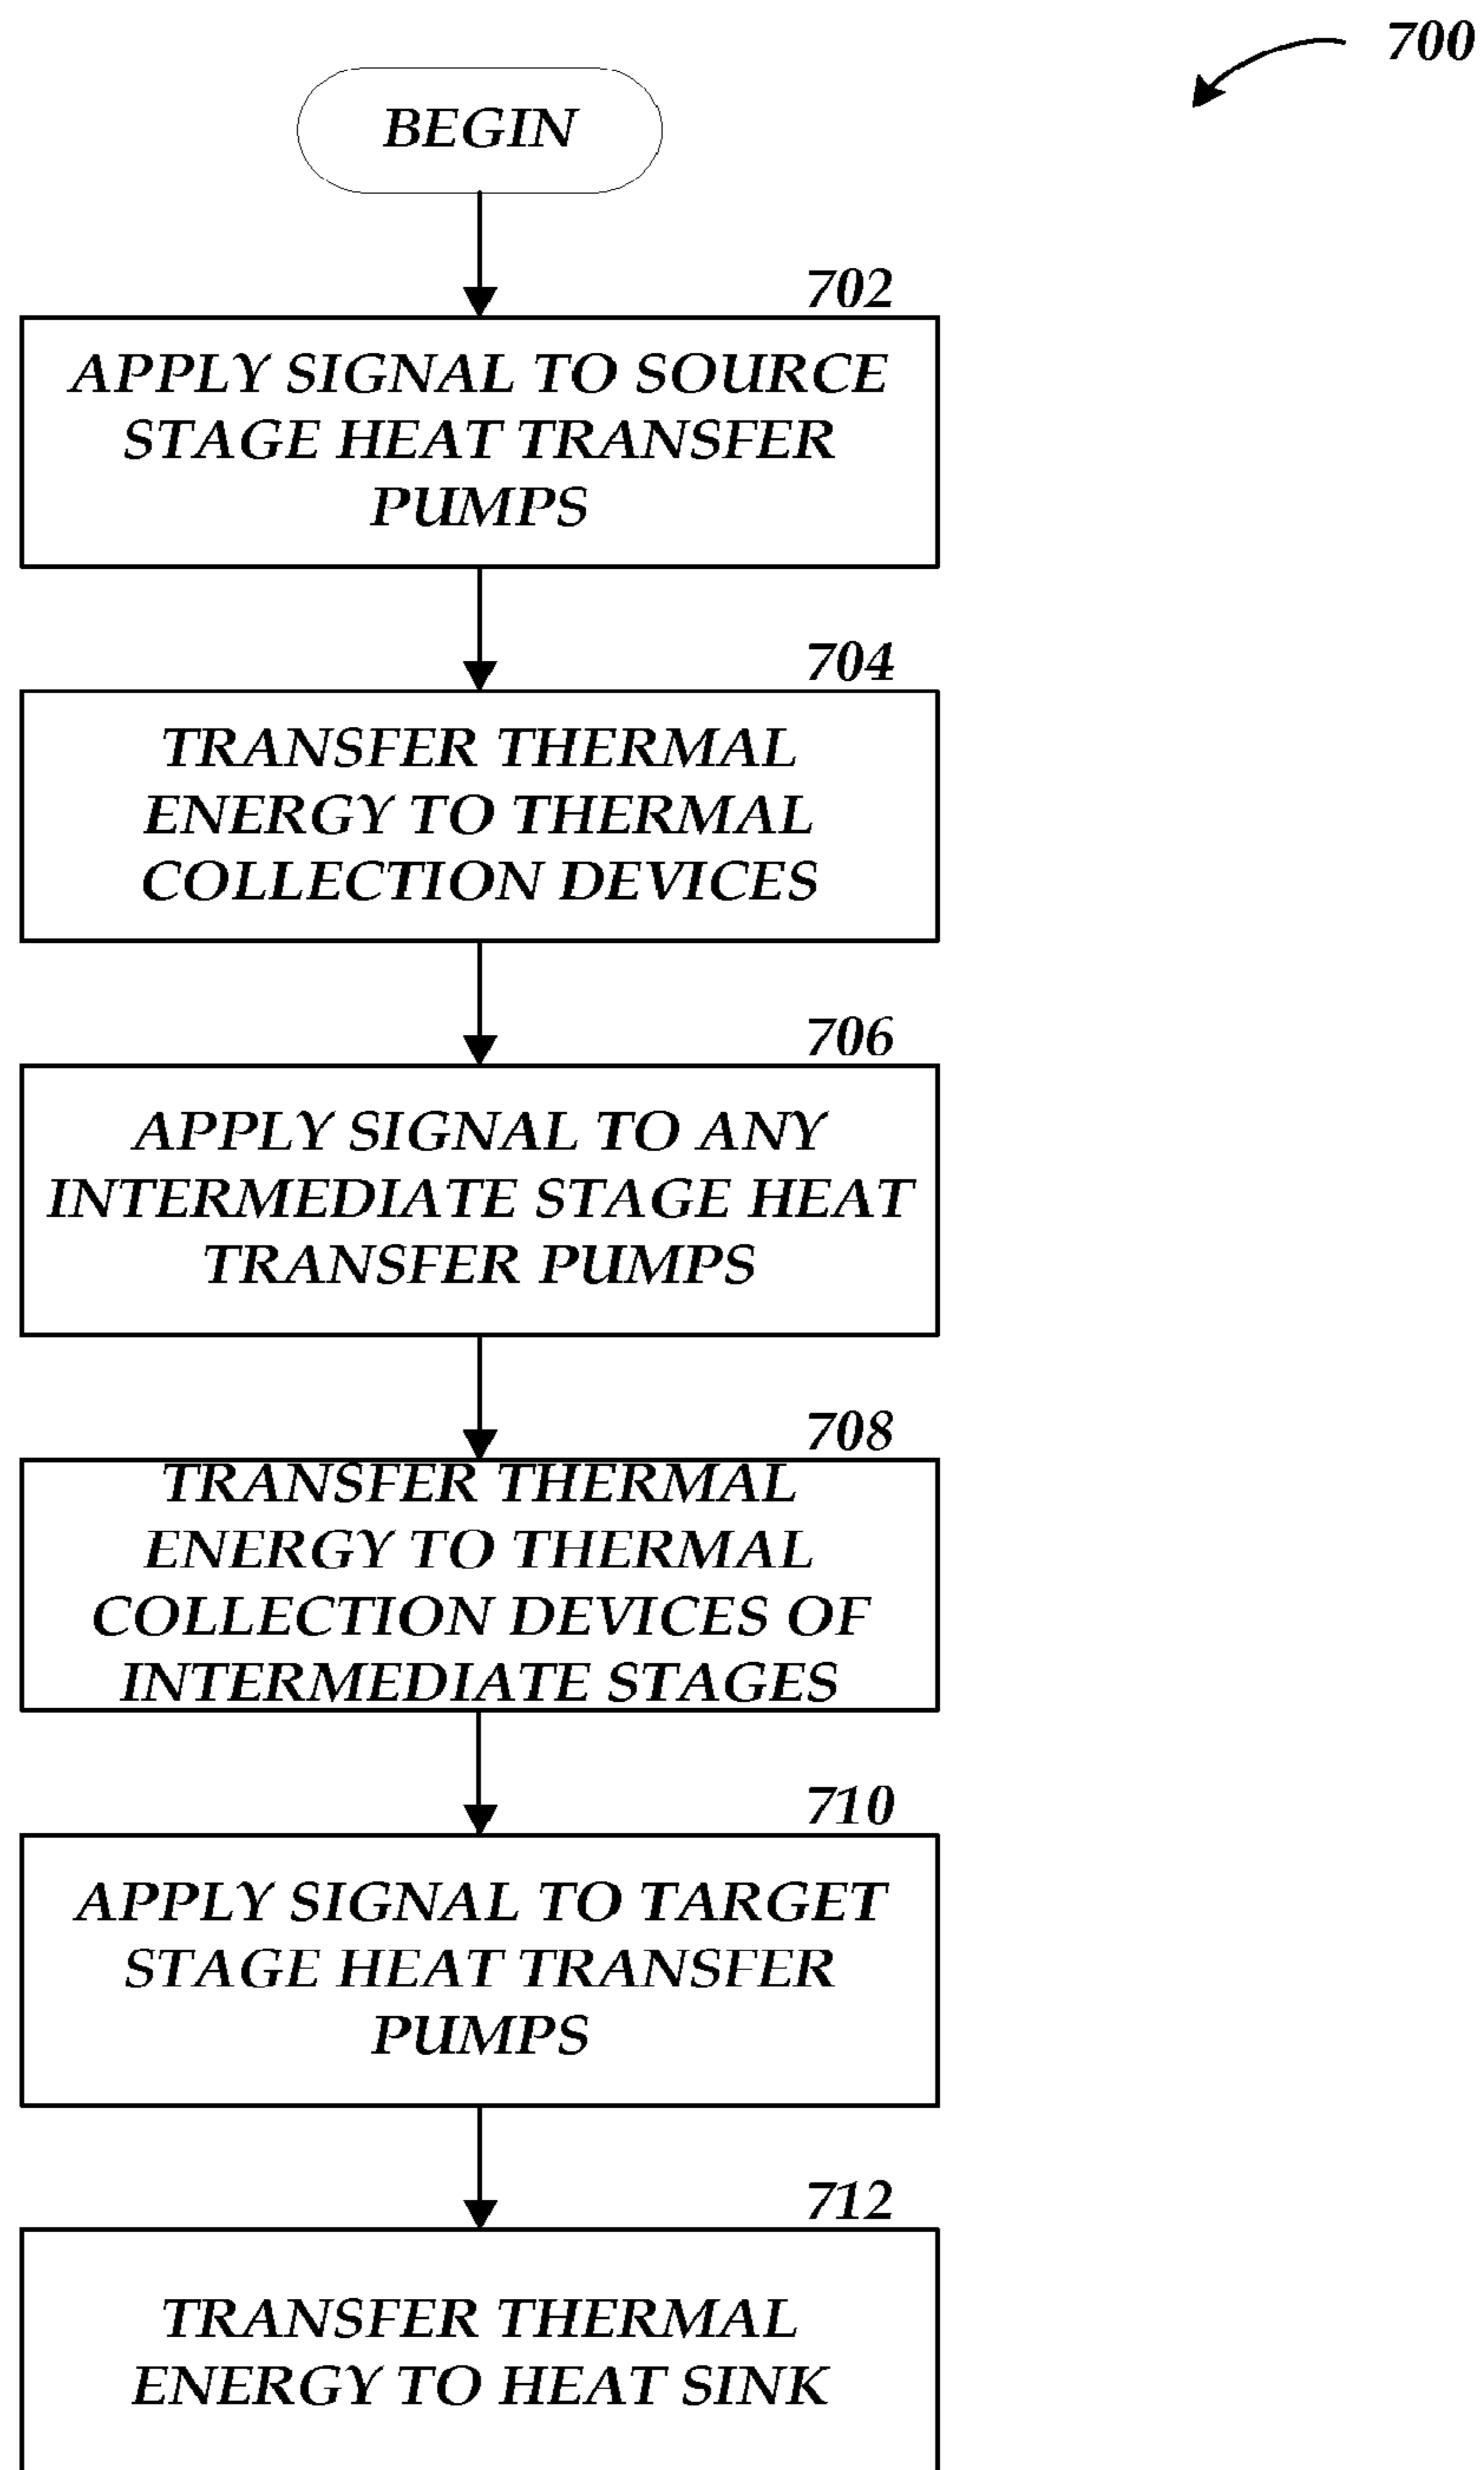 700
BEGIN
702
APPLY SIGNAL TO SOURCE
STAGE HEAT TRANSFER
PUMPS
704
TRANSFER THERMAL
ENERGY TO THERMAL
COLLECTION DEVICES
706
APPLY SIGNAL TO ANY
INTERMEDIATE STAGE HEAT
TRANSFER PUMPS
708
TRANSFER THERMAL
ENERGY TO THERMAL
COLLECTION DEVICES OF
INTERMEDIATE STAGES
710
APPLY SIGNAL TO TARGET
STAGE HEAT TRANSFER
PUMPS
712
TRANSFER THERMAL
ENERGY TO HEAT SINK